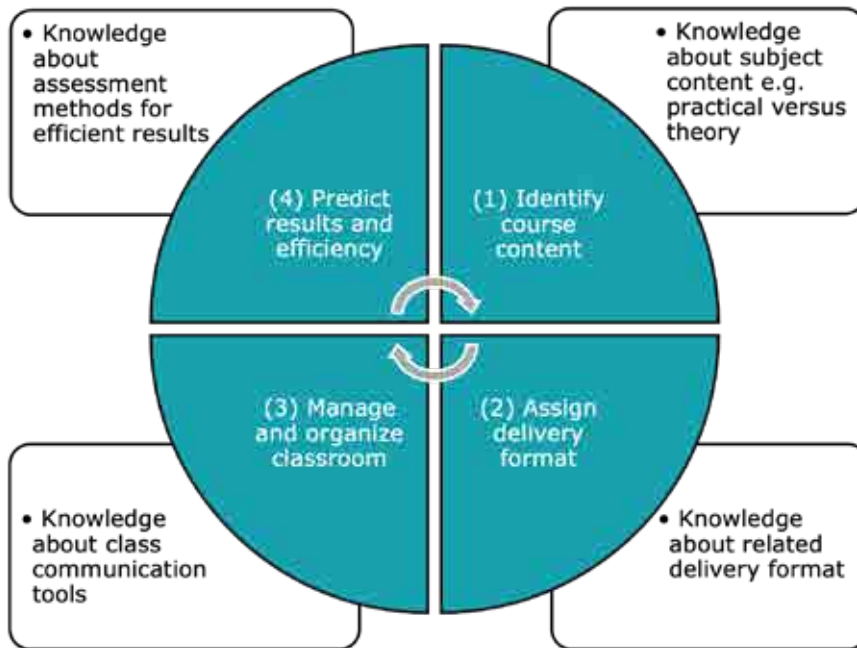 • Knowledge
about
assessment
methods for
efficient results
• Knowledge
about subject
content e.g.
practical versus
theory
(4) Predict
results and
efficiency
(1) Identify
course
content
(3) Manage
and organize
classroom
(2) Assign
delivery
format
• Knowledge
about class
communication
tools
• Knowledge
about related
delivery format